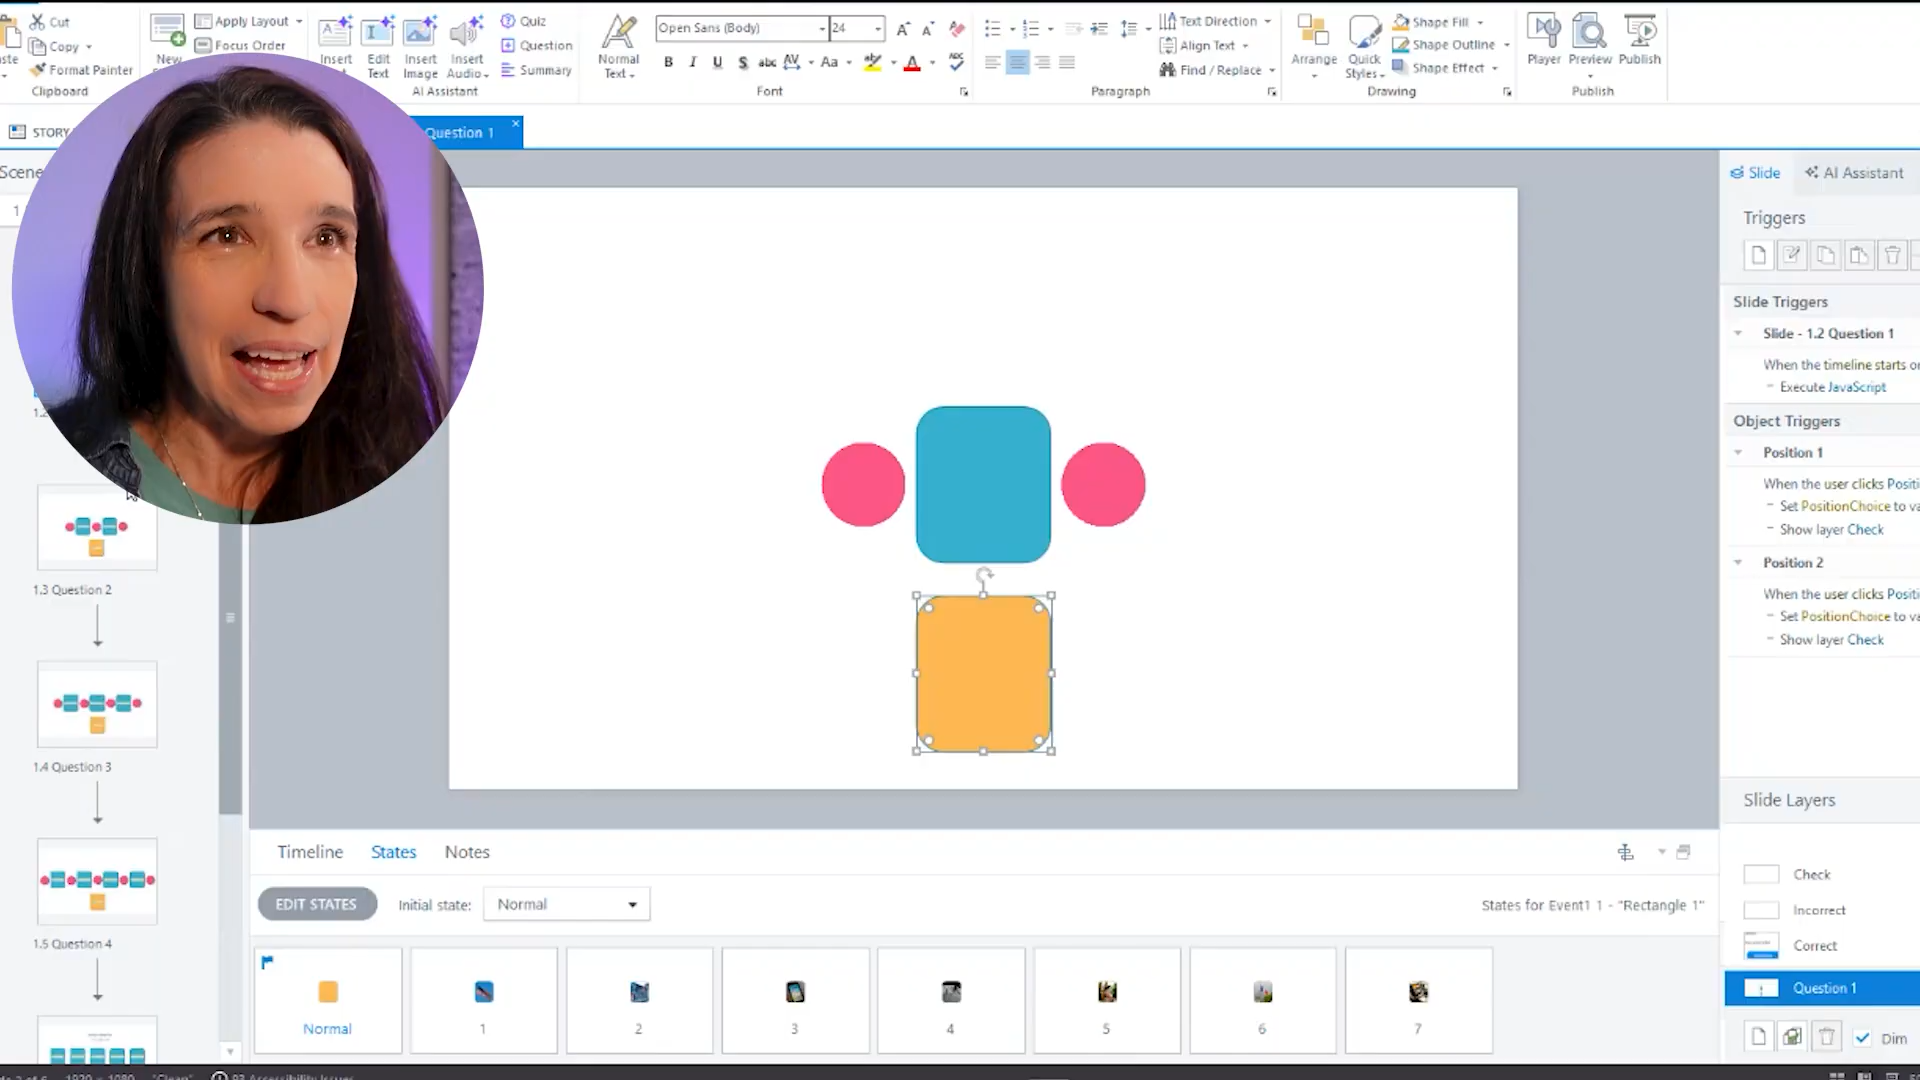 Cut
Copy
Format Painter
Clipboard
Apply Layout
Focus Order
Insert
Edit Text
Insert Image
Insert Audio
Quiz
Question
Summary
AI Assistant
Normal Text
Open Sans (Body)
24
B I U S abc AV Aa A
Font
Text Direction
Align Text
Find / Replace
Paragraph
Arrange
Quick Styles
Shape Fill
Shape Outline
Shape Effect
Drawing
Player
Preview
Publish
Publish
STORY
Question 1
Scene
1
1.3 Question 2
1.4 Question 3
1.5 Question 4
Slide
AI Assistant
Triggers
Slide Triggers
Slide - 1.2 Question 1
When the timeline starts
Execute JavaScript
Object Triggers
Position 1
When the user clicks
Set PositionChoice to
Show layer Check
Position 2
When the user clicks
Set PositionChoice to
Show layer Check
Slide Layers
Check
Incorrect
Correct
Question 1
Dim
Timeline
States
Notes
EDIT STATES
Initial state:
Normal
States for Event1 1 - "Rectangle 1"
Normal
1
2
3
4
5
6
7